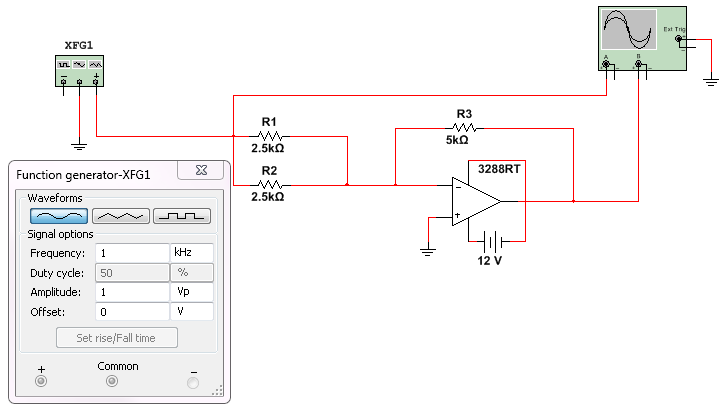 XFG1
Ext Trig
A B
R1
2.5kΩ
R2
2.5kΩ
R3
5kΩ
3288RT
12 V
Function generator-XFG1
Waveforms
Signal options
Frequency: 1 kHz
Duty cycle: 50 %
Amplitude: 1 Vp
Offset: 0 V
Set rise/Fall time
+ Common −